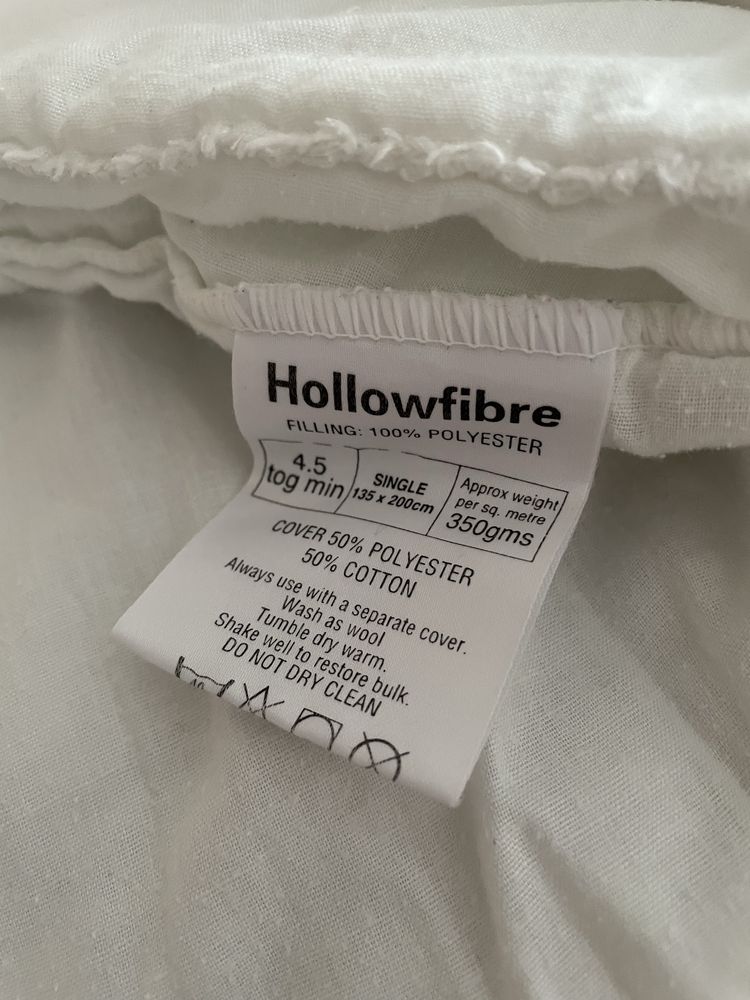 Hollowfibre
FILLING: 100% POLYESTER
4.5
tog min
SINGLE
135 x 200cm
Approx weight
per sq. metre
350gms
COVER 50% POLYESTER
50% COTTON
Always use with a separate cover.
Wash as wool
Tumble dry warm.
Shake well to restore bulk.
DO NOT DRY CLEAN